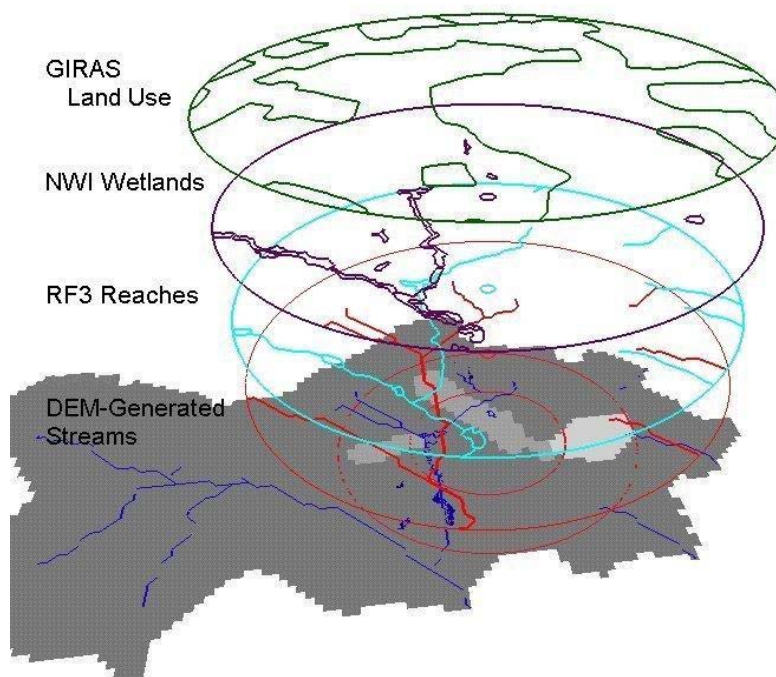 GIRAS
Land Use
NWI Wetlands
RF3 Reaches
DEM-Generated
Streams